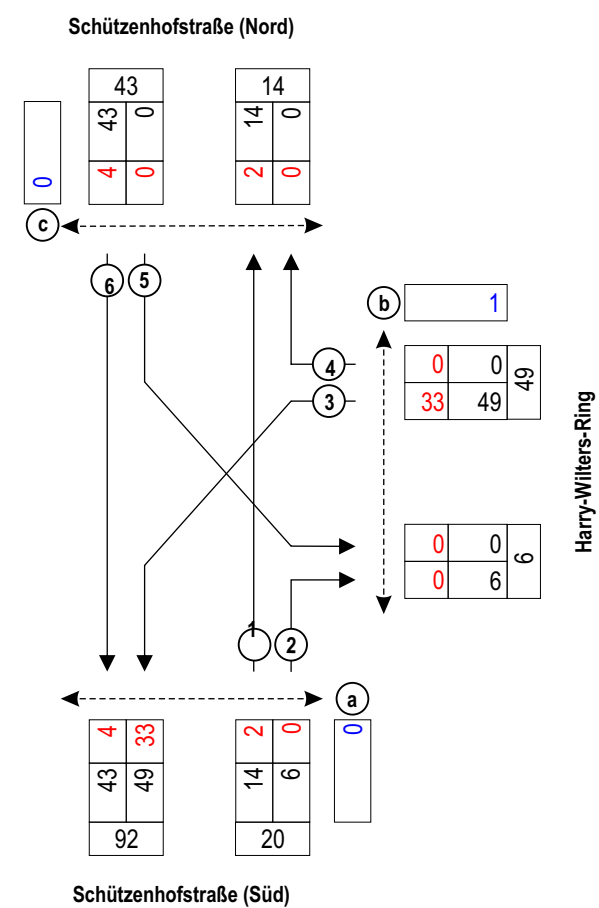 Schützenhofstraße (Nord)
43 14
43 0 14 0
4 0 2 0
0
c
6 5
b 1
4
0 0 49
3
33 49
Harry-Wilters-Ring
0 0 6
0 6
1 2
a
4 33 2 0 0
43 49 14 6
92 20
Schützenhofstraße (Süd)